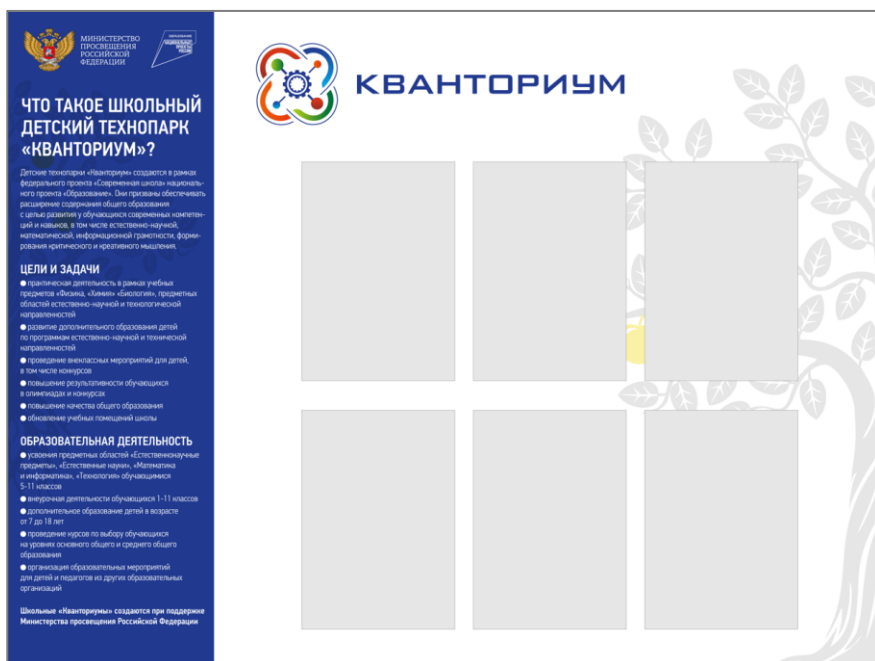 МИНИСТЕРСТВО
ПРОСВЕЩЕНИЯ
РОССИЙСКОЙ
ФЕДЕРАЦИИ
ОБРАЗОВАНИЕ
НАЦИОНАЛЬНЫЕ
ПРОЕКТЫ
РОССИИ
ЧТО ТАКОЕ ШКОЛЬНЫЙ
ДЕТСКИЙ ТЕХНОПАРК
«КВАНТОРИУМ»?
Детские технопарки «Кванториум» создаются в рамках
федерального проекта «Современная школа» националь-
ного проекта «Образование». Они призваны обеспечивать
расширение содержания общего образования
с целью развития у обучающихся современных компетен-
ций и навыков, в том числе естественно-научной,
математической, информационной грамотности, форми-
рования критического и креативного мышления.
ЦЕЛИ И ЗАДАЧИ
● практическая деятельность в рамках учебных
предметов «Физика, «Химия» «Биология», предметных
областей естественно-научной и технологической
направленностей
● развитие дополнительного образования детей
по программам естественно-научной и технической
направленностей
● проведение внеклассных мероприятий для детей,
в том числе конкурсов
● повышение результативности обучающихся
в олимпиадах и конкурсах
● повышение качества общего образования
● обновление учебных помещений школы
ОБРАЗОВАТЕЛЬНАЯ ДЕЯТЕЛЬНОСТЬ
● усвоения предметных областей «Естественнонаучные
предметы», «Естественные науки», «Математика
и информатика», «Технология» обучающимися
5-11 классов
● внеурочная деятельности обучающихся 1-11 классов
● дополнительное образование детей в возрасте
от 7 до 18 лет
● проведение курсов по выбору обучающихся
на уровнях основного общего и среднего общего
образования
● организация образовательных мероприятий
для детей и педагогов из других образовательных
организаций
Школьные «Кванториумы» создаются при поддержке
Министерства просвещения Российской Федерации
КВАНТОРИУМ